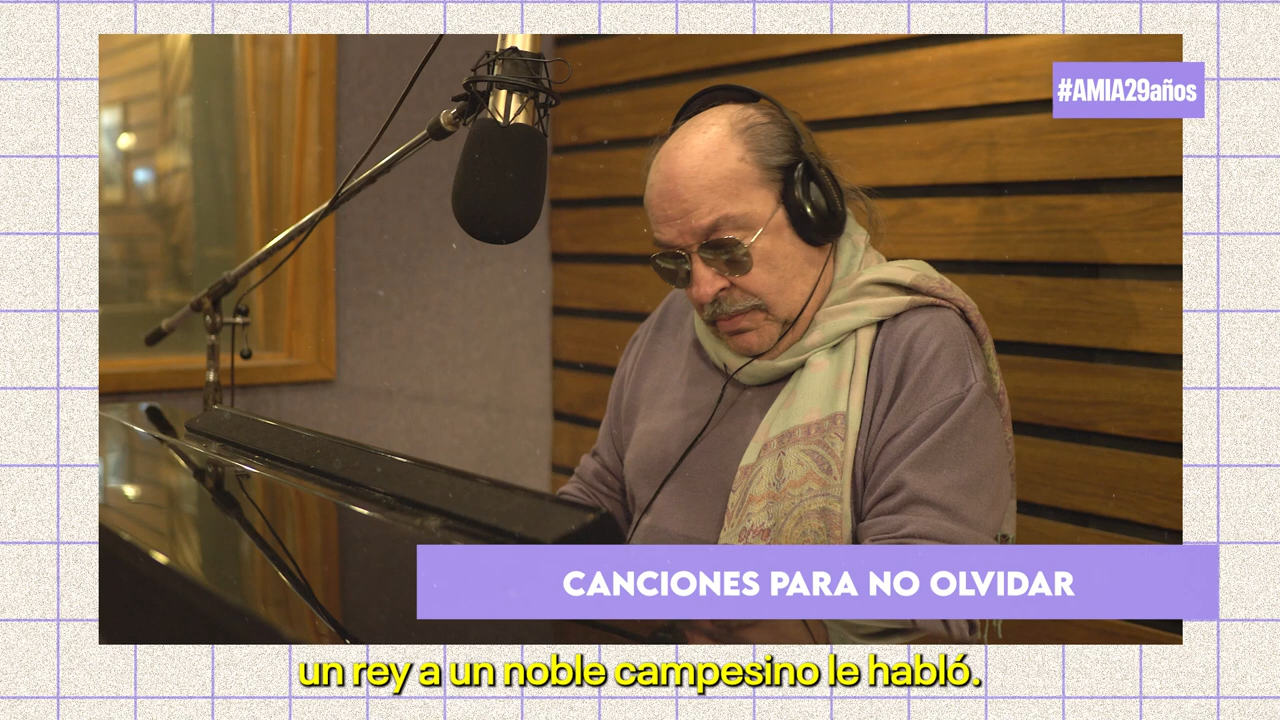 #AMIA29años
CANCIONES PARA NO OLVIDAR
un rey a un noble campesino le habló.